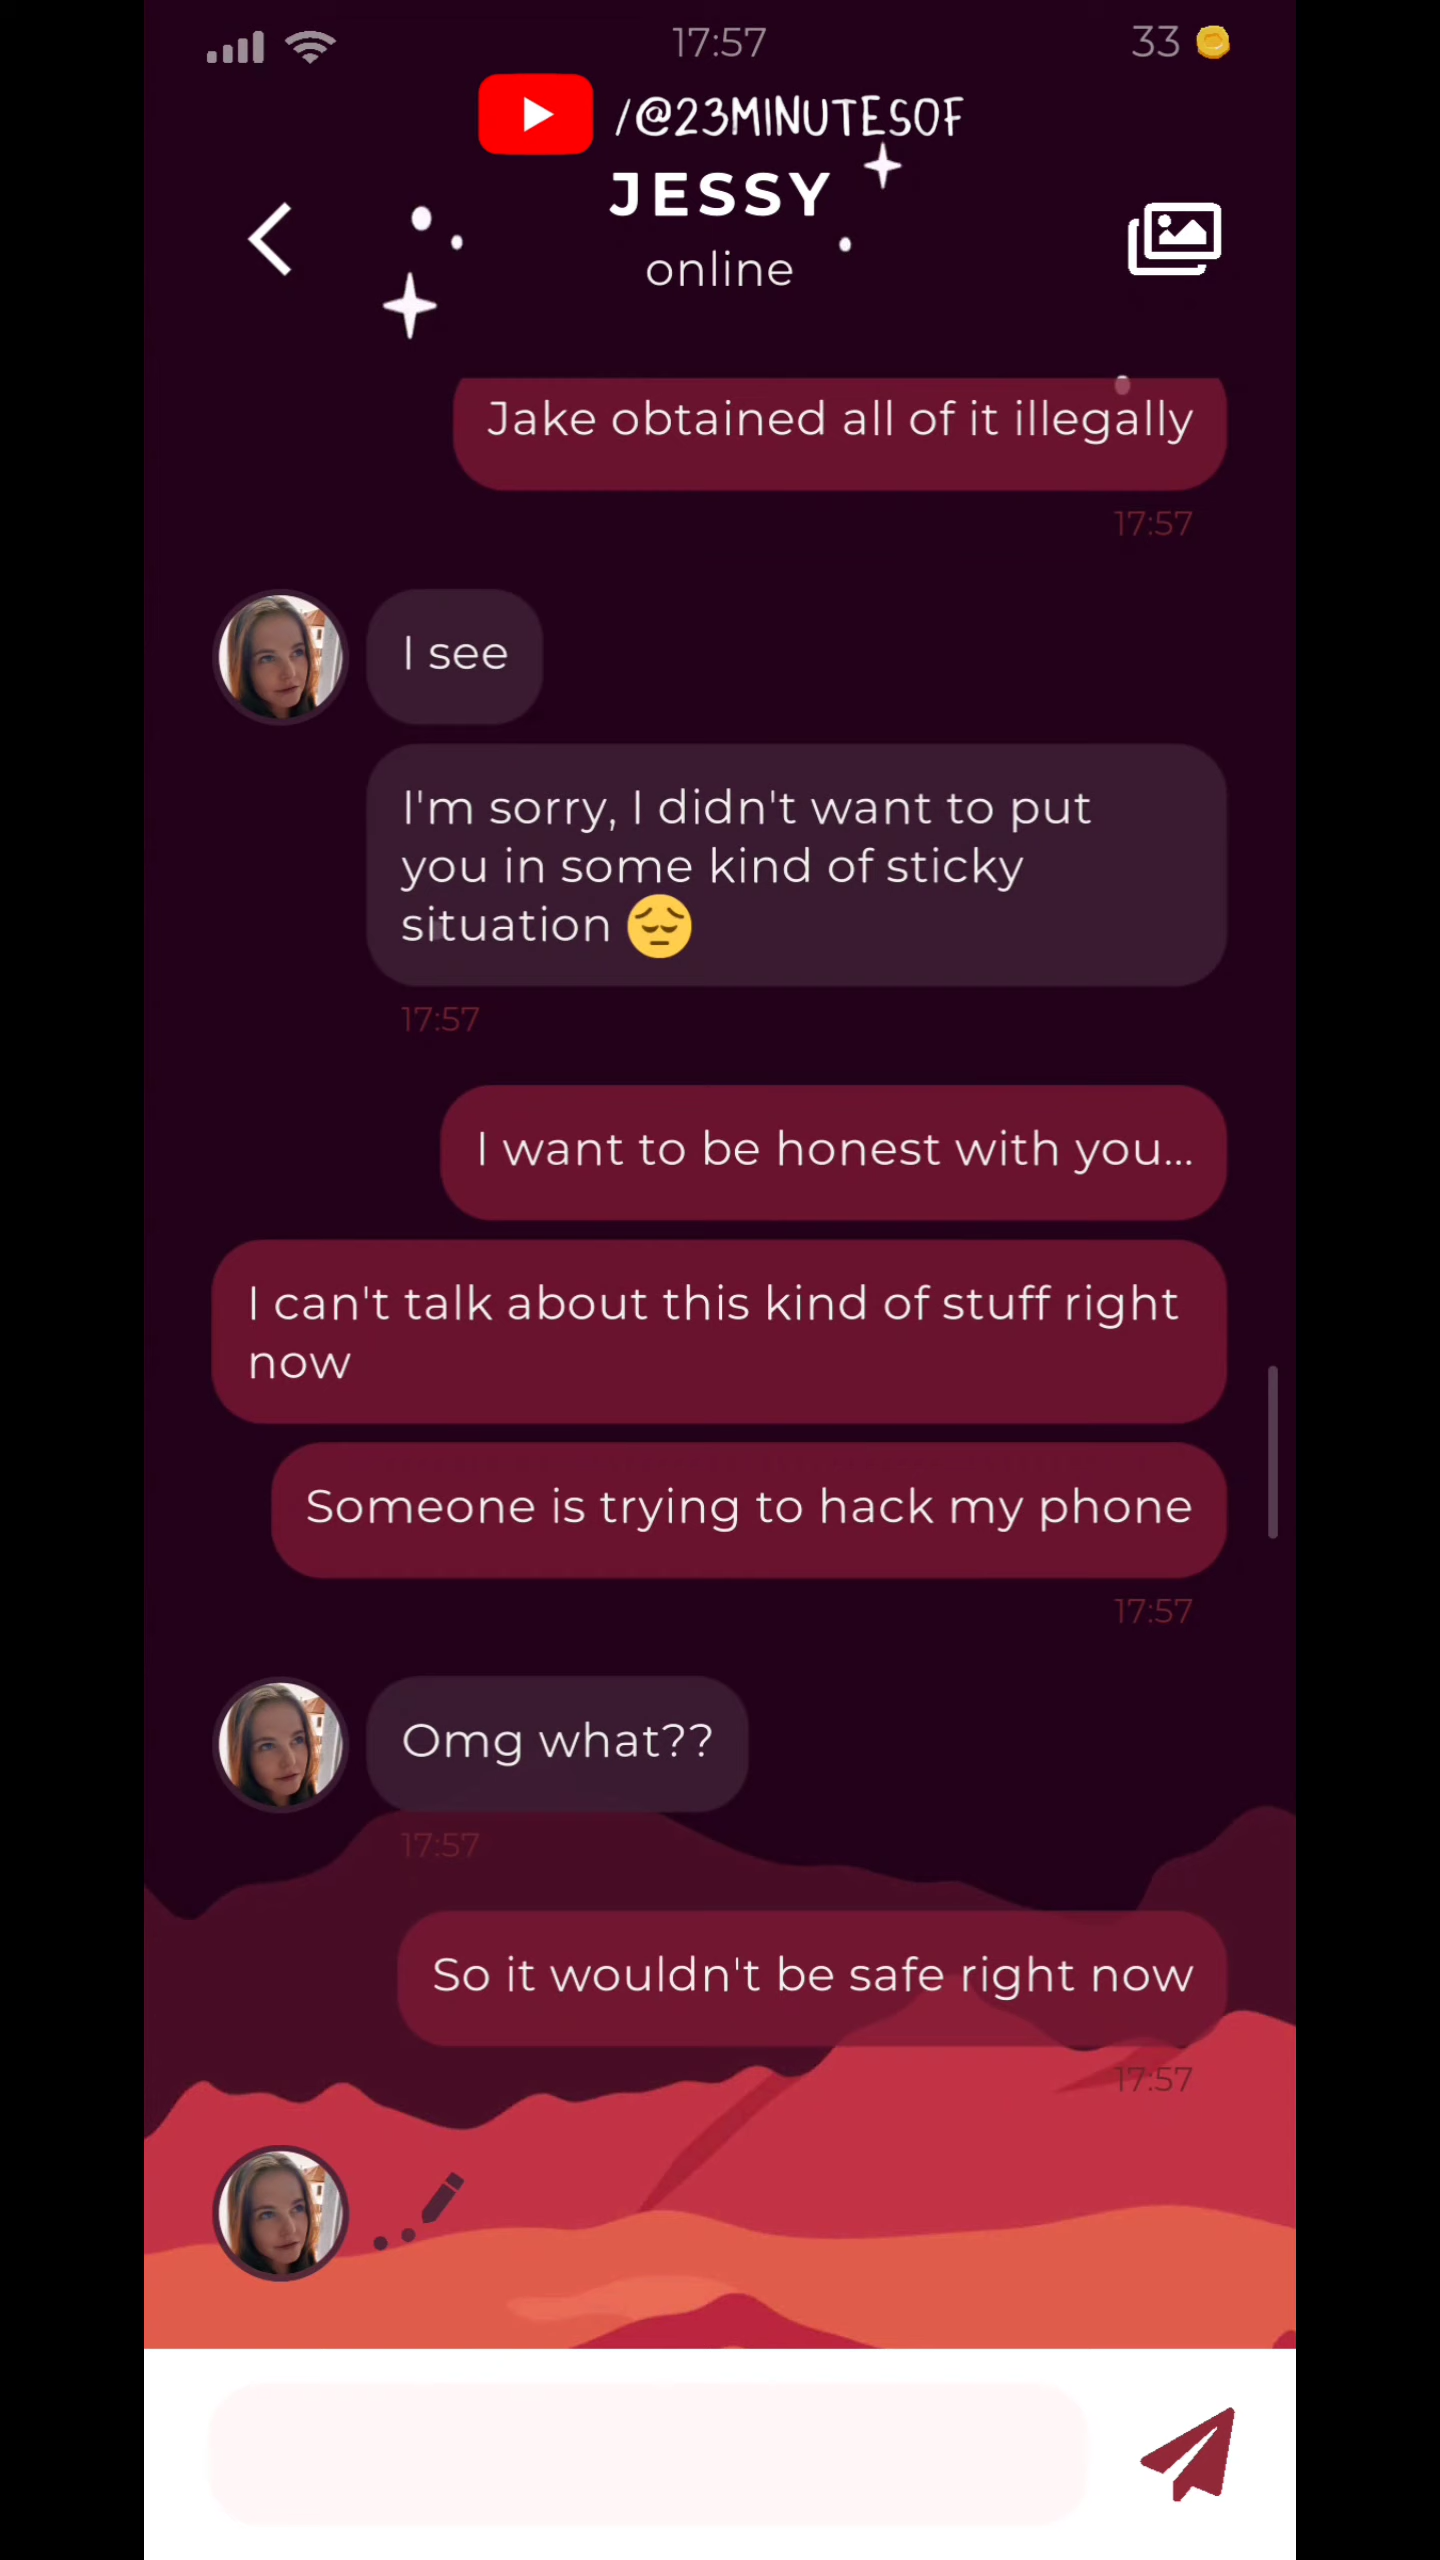 17:57
33
/@23MINUTESOF
JESSY
online
Jake obtained all of it illegally
17:57
I see
I'm sorry, I didn't want to put
you in some kind of sticky
situation 😔
17:57
I want to be honest with you...
I can't talk about this kind of stuff right
now
Someone is trying to hack my phone
17:57
Omg what??
17:57
So it wouldn't be safe right now
17:57